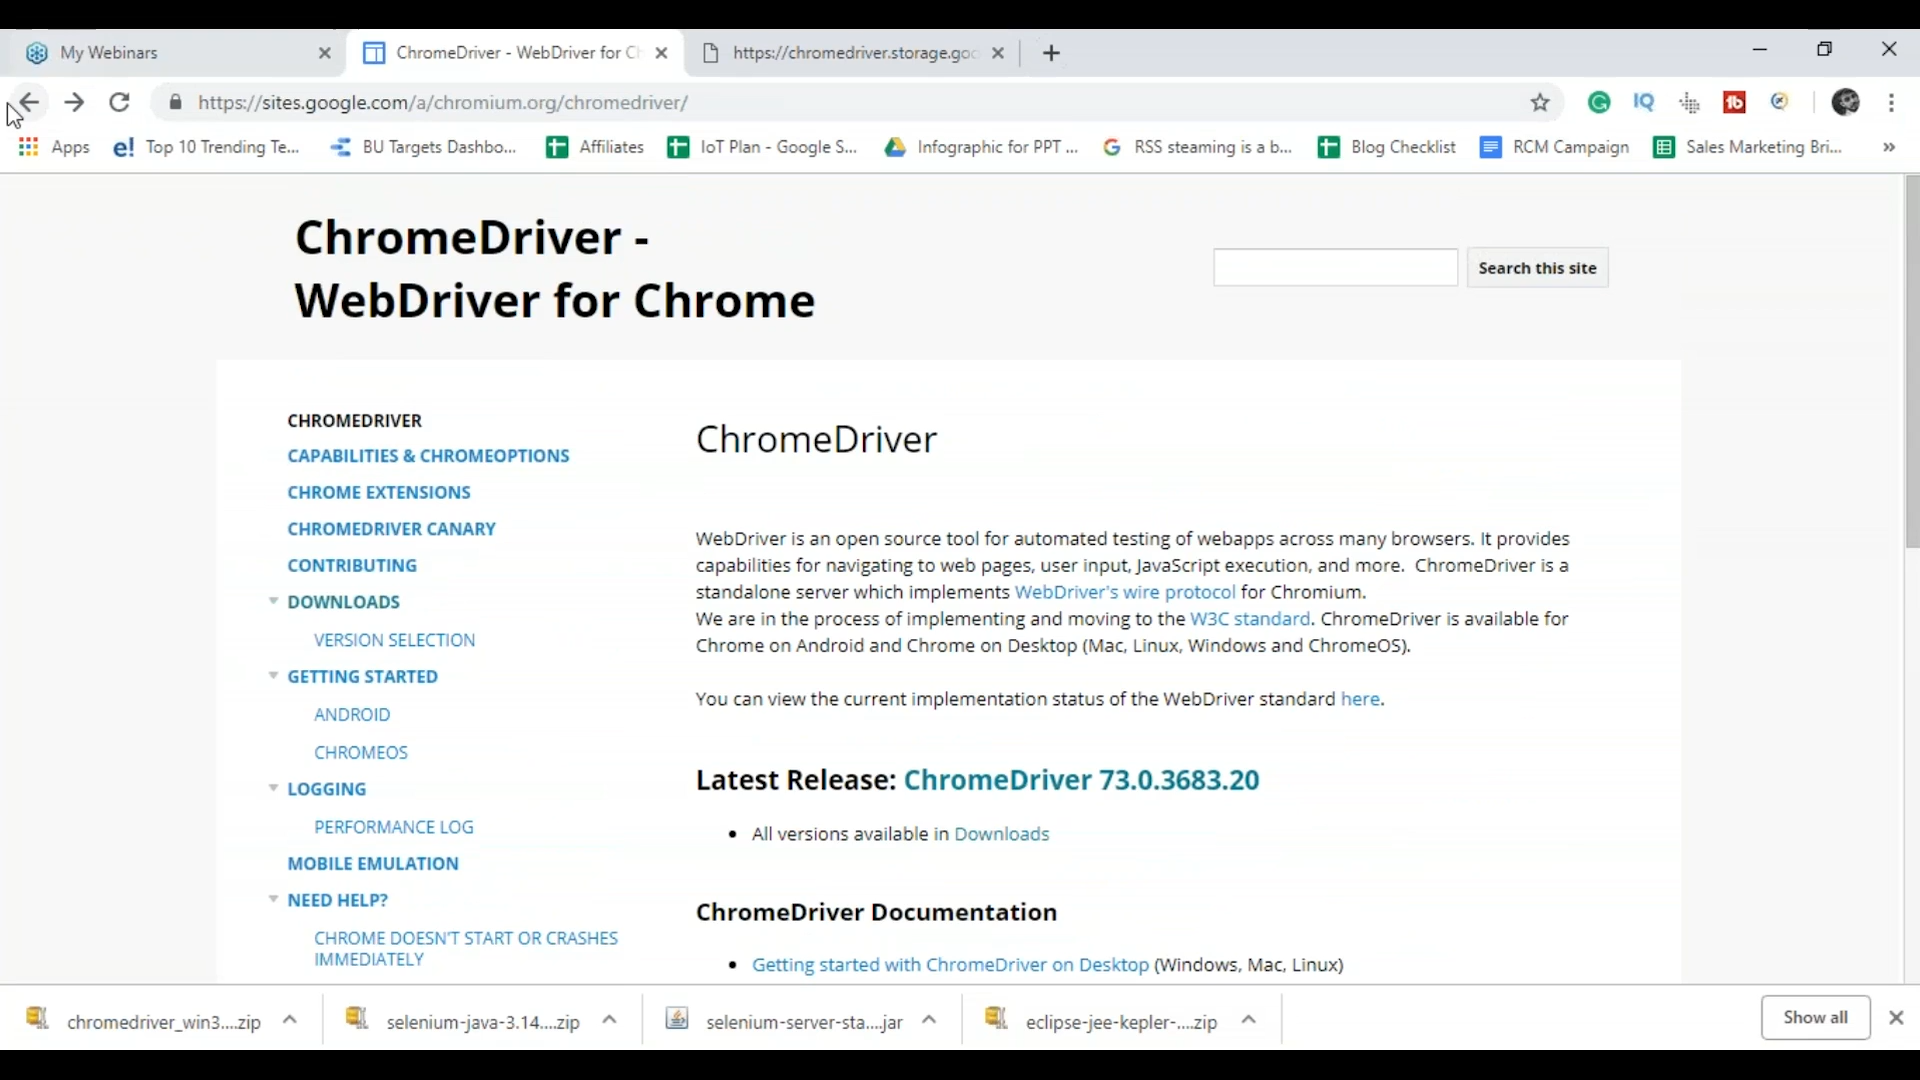 My Webinars
ChromeDriver - WebDriver for Ch
https://chromedriver.storage.goo
https://sites.google.com/a/chromium.org/chromedriver/
Apps
Top 10 Trending Te...
BU Targets Dashbo...
Affiliates
IoT Plan - Google S...
Infographic for PPT ...
RSS steaming is a b...
Blog Checklist
RCM Campaign
Sales Marketing Bri...
»
ChromeDriver -
WebDriver for Chrome
Search this site
CHROMEDRIVER
CAPABILITIES & CHROMEOPTIONS
CHROME EXTENSIONS
CHROMEDRIVER CANARY
CONTRIBUTING
DOWNLOADS
VERSION SELECTION
GETTING STARTED
ANDROID
CHROMEOS
LOGGING
PERFORMANCE LOG
MOBILE EMULATION
NEED HELP?
CHROME DOESN'T START OR CRASHES
IMMEDIATELY
ChromeDriver
WebDriver is an open source tool for automated testing of webapps across many browsers. It provides
capabilities for navigating to web pages, user input, JavaScript execution, and more. ChromeDriver is a
standalone server which implements WebDriver's wire protocol for Chromium.
We are in the process of implementing and moving to the W3C standard. ChromeDriver is available for
Chrome on Android and Chrome on Desktop (Mac, Linux, Windows and ChromeOS).
You can view the current implementation status of the WebDriver standard here.
Latest Release: ChromeDriver 73.0.3683.20
• All versions available in Downloads
ChromeDriver Documentation
• Getting started with ChromeDriver on Desktop (Windows, Mac, Linux)
chromedriver_win3....zip
selenium-java-3.14....zip
selenium-server-sta....jar
eclipse-jee-kepler-....zip
Show all